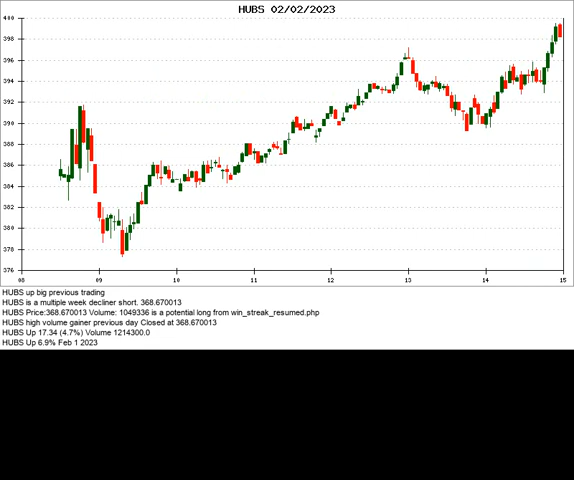 HUBS 02/02/2023
400
398
396
394
392
390
388
386
384
382
380
378
376
08 09 10 11 12 13 14 15
HUBS up big previous trading
HUBS is a multiple week decliner short. 368.670013
HUBS Price:368.670013 Volume: 1049336 is a potential long from win_streak_resumed.php
HUBS high volume gainer previous day Closed at 368.670013
HUBS Up 17.34 (4.7%) Volume 1214300.0
HUBS Up 6.9% Feb 1 2023